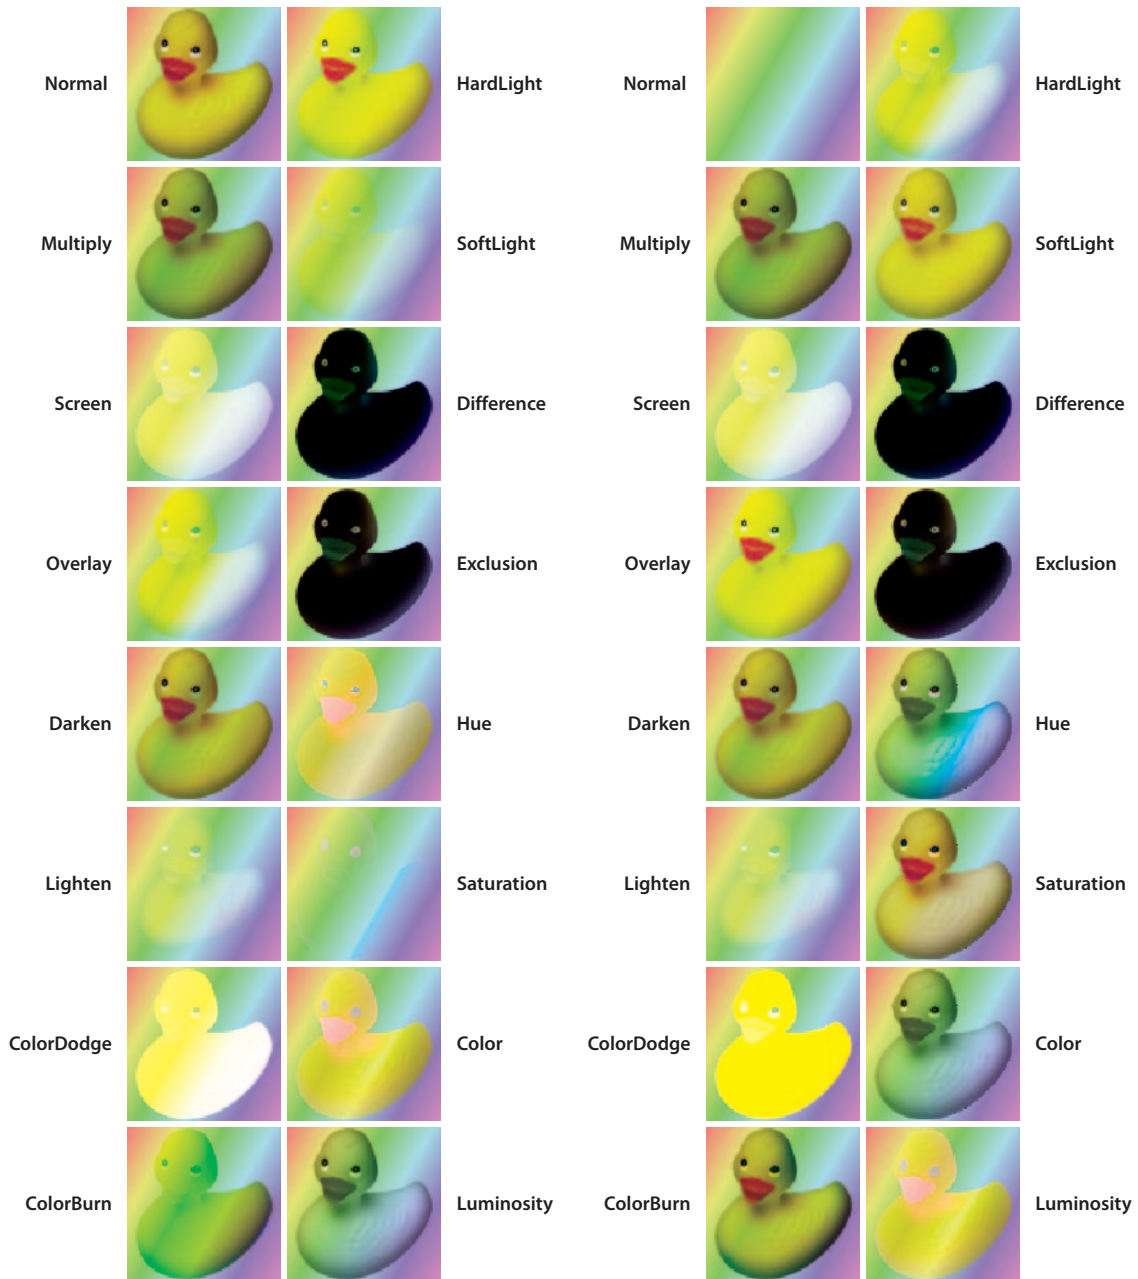 Normal
HardLight
Normal
HardLight
Multiply
SoftLight
Multiply
SoftLight
Screen
Difference
Screen
Difference
Overlay
Exclusion
Overlay
Exclusion
Darken
Hue
Darken
Hue
Lighten
Saturation
Lighten
Saturation
ColorDodge
Color
ColorDodge
Color
ColorBurn
Luminosity
ColorBurn
Luminosity